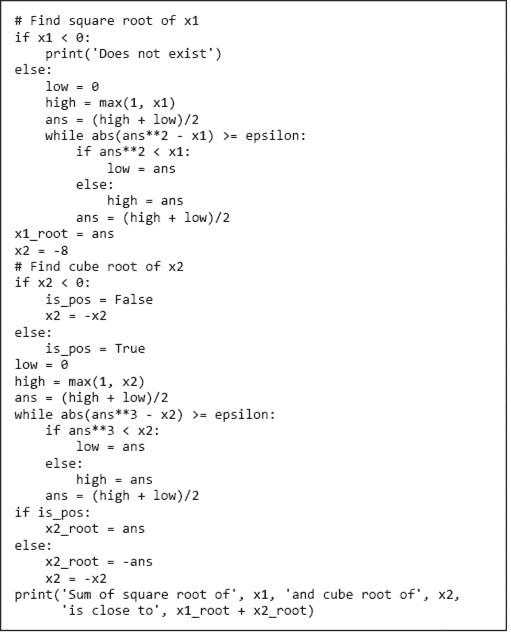 # Find square root of x1
if x1 < 0:
    print('Does not exist')
else:
    low = 0
    high = max(1, x1)
    ans = (high + low)/2
    while abs(ans**2 - x1) >= epsilon:
        if ans**2 < x1:
            low = ans
        else:
            high = ans
        ans = (high + low)/2
x1_root = ans
x2 = -8
# Find cube root of x2
if x2 < 0:
    is_pos = False
    x2 = -x2
else:
    is_pos = True
low = 0
high = max(1, x2)
ans = (high + low)/2
while abs(ans**3 - x2) >= epsilon:
    if ans**3 < x2:
        low = ans
    else:
        high = ans
    ans = (high + low)/2
if is_pos:
    x2_root = ans
else:
    x2_root = -ans
    x2 = -x2
print('Sum of square root of', x1, 'and cube root of', x2,
      'is close to', x1_root + x2_root)